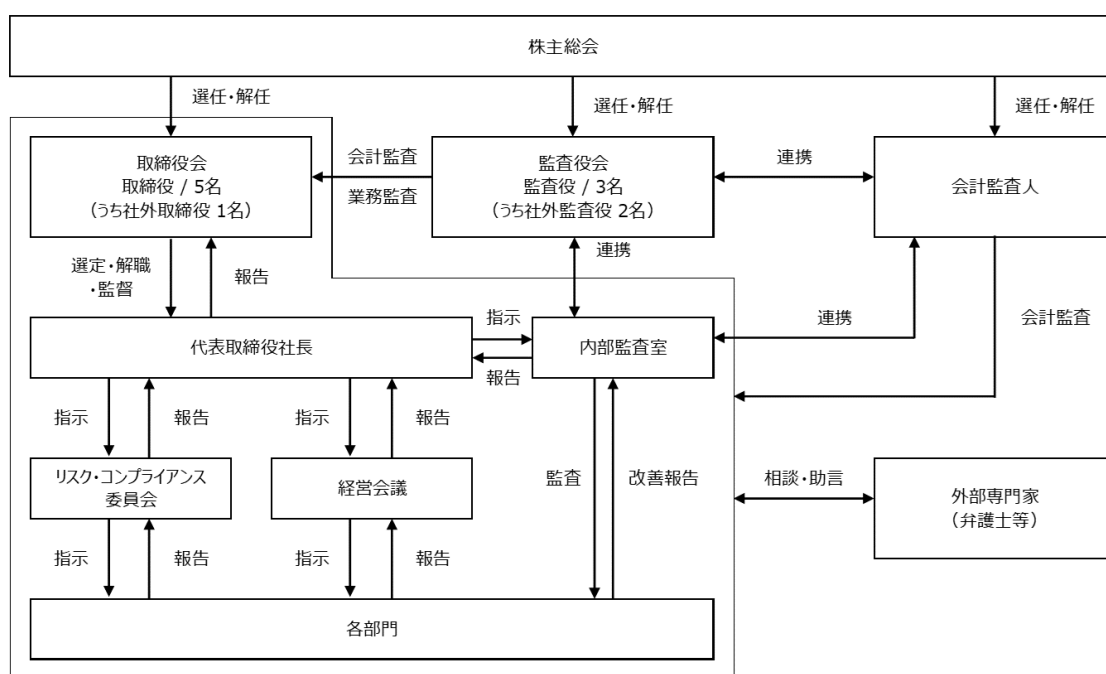 株主総会
選任・解任
選任・解任
選任・解任
取締役会
取締役 / 5名
（うち社外取締役 1名）
会計監査
業務監査
監査役会
監査役 / 3名
（うち社外監査役 2名）
連携
会計監査人
選定・解職
・監督
報告
連携
代表取締役社長
指示
報告
内部監査室
連携
会計監査
指示
報告
指示
報告
リスク・コンプライアンス
委員会
経営会議
監査
改善報告
相談・助言
外部専門家
（弁護士等）
指示
報告
指示
報告
各部門